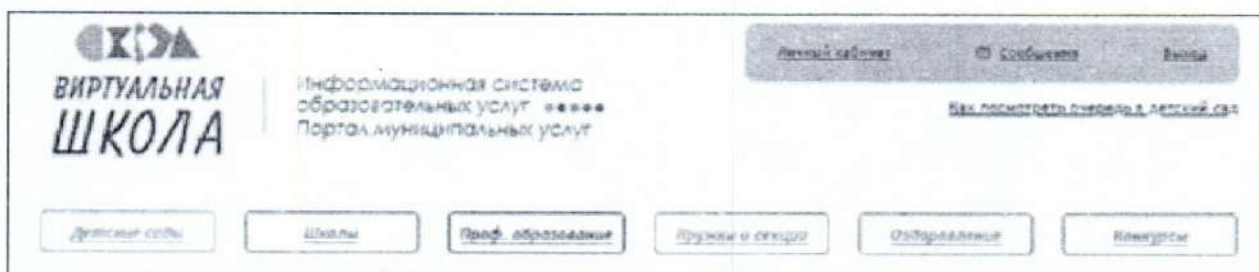 ВИРТУАЛЬНАЯ
ШКОЛА
Информационная система
образовательных услуг
Портал муниципальных услуг
Личный кабинет
Сообщения
Выход
Как посмотреть очередь в детский сад
Детские сады
Школы
Проф. образование
Кружки и секции
Оздоровление
Конкурсы